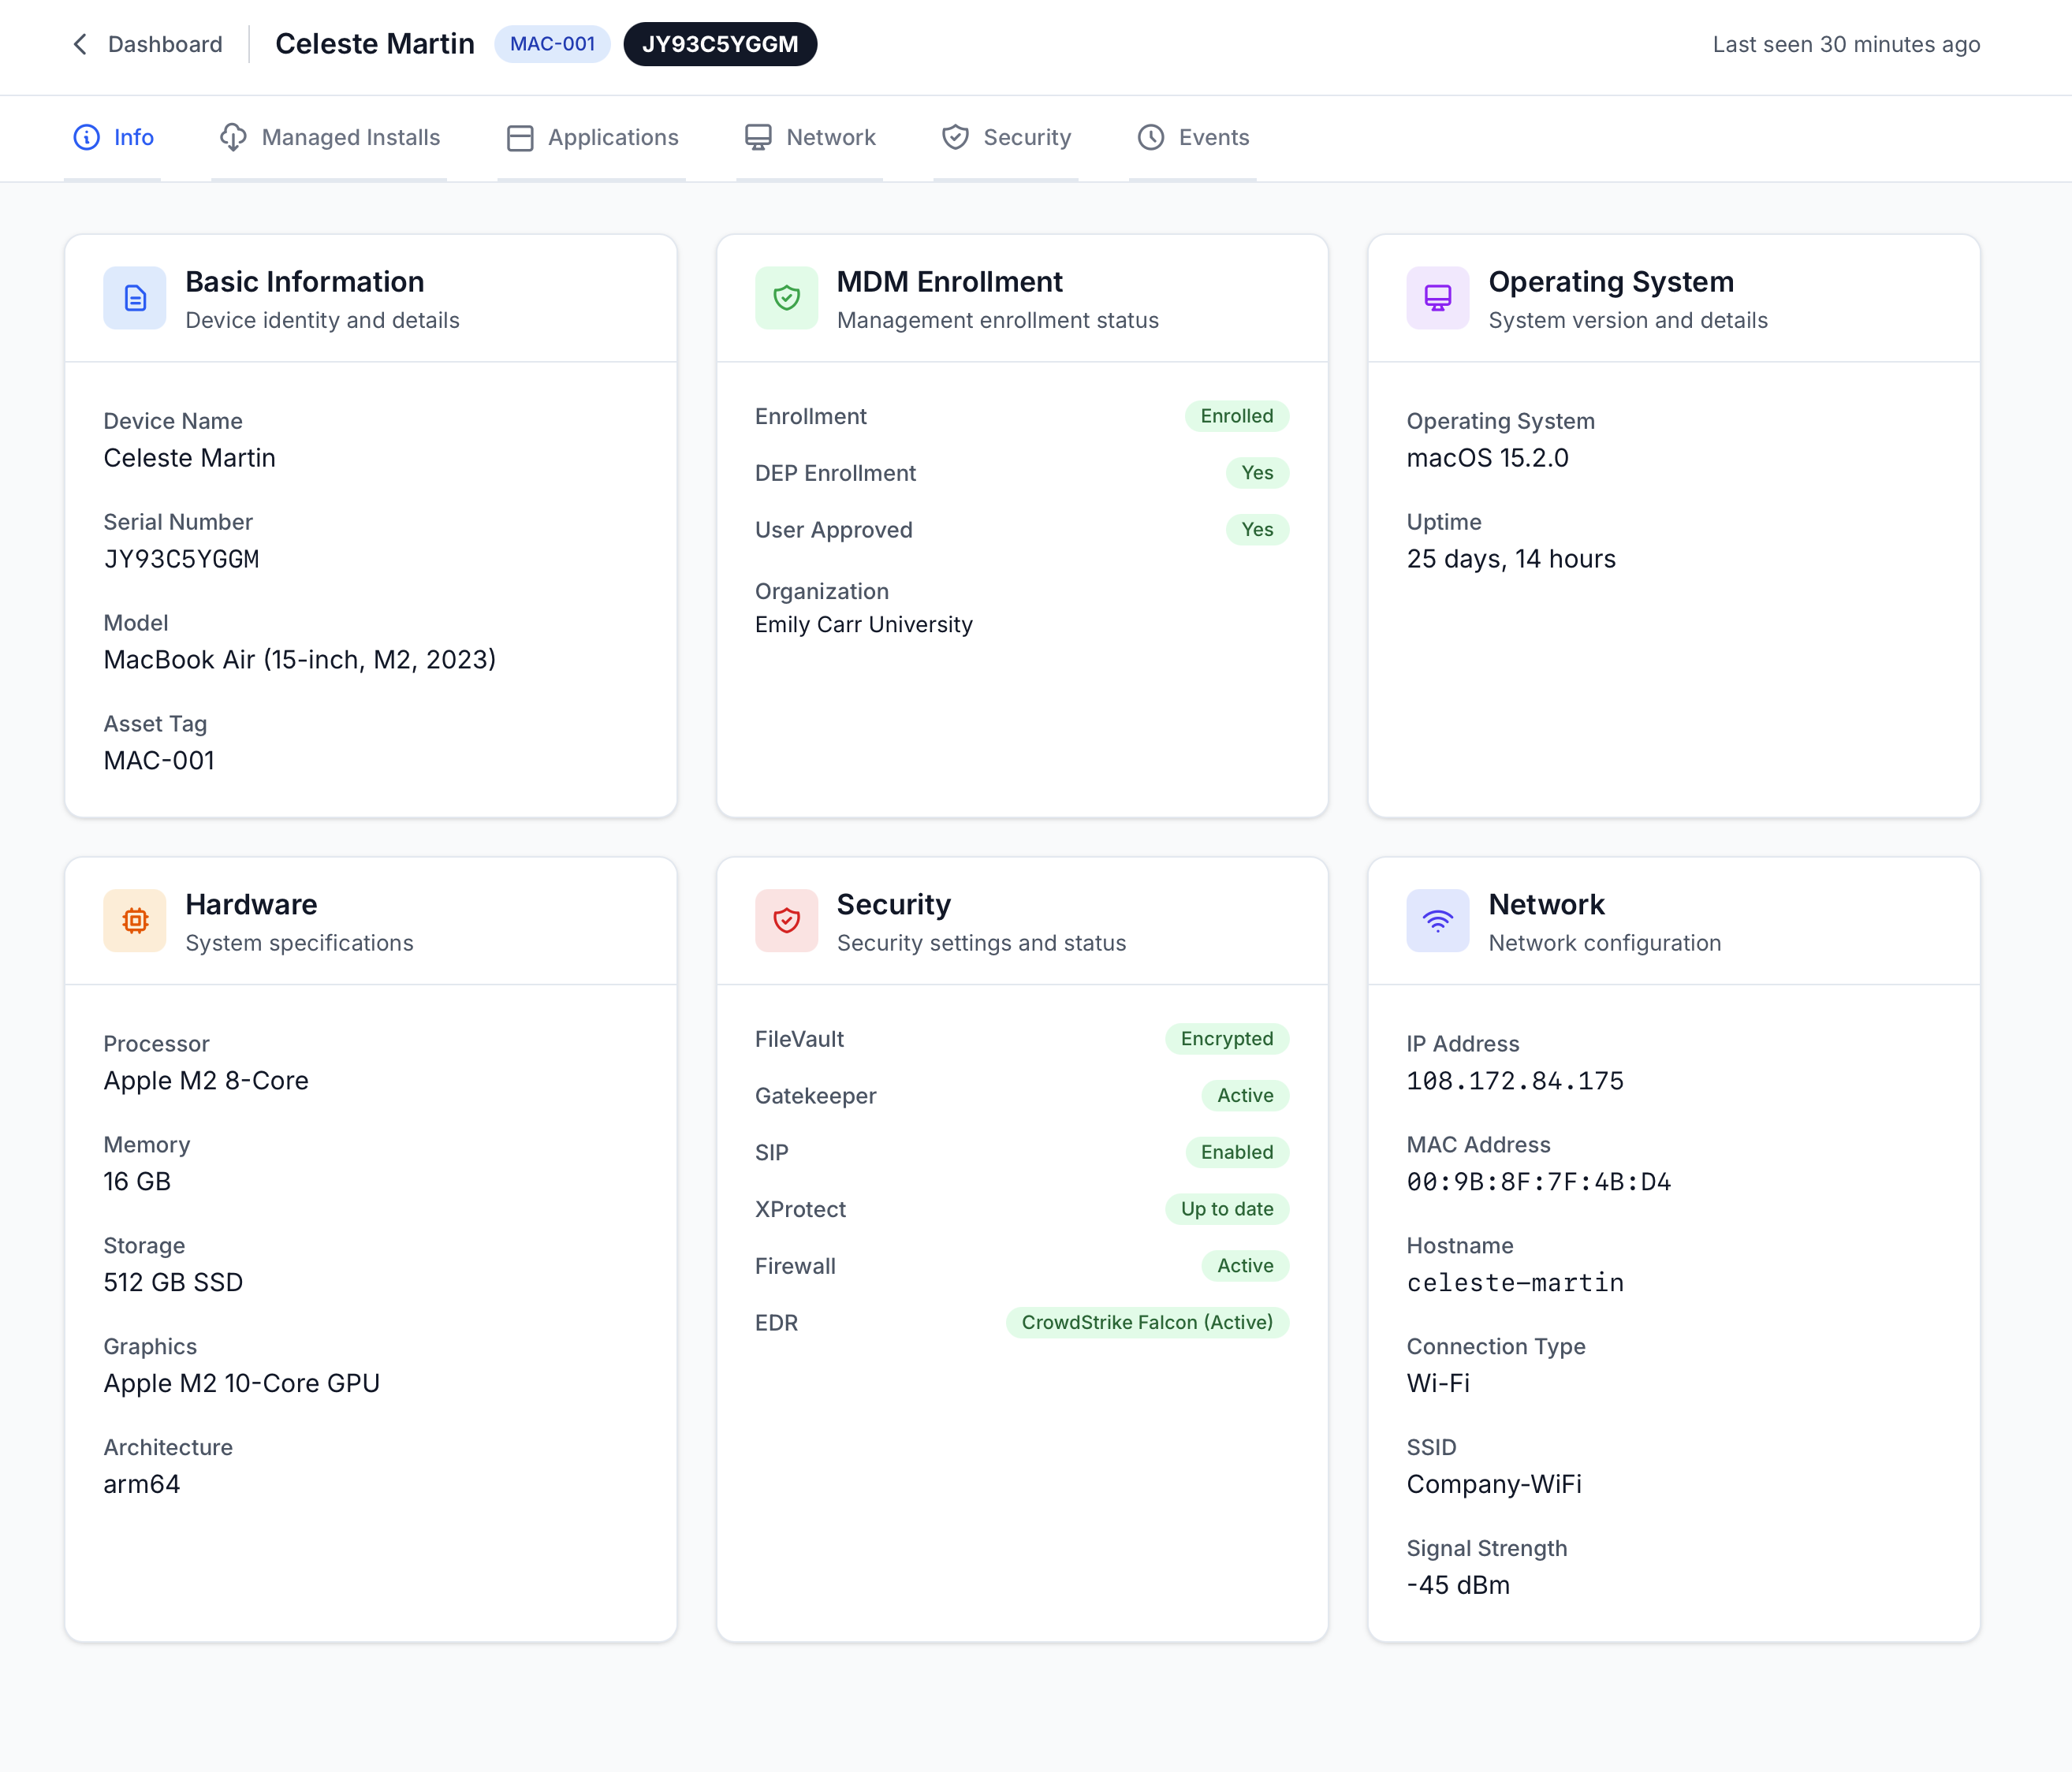 Dashboard
Celeste Martin
MAC-001
JY93C5YGGM
Last seen 30 minutes ago
Info
Managed Installs
Applications
Network
Security
Events
Basic Information
Device identity and details
Device Name
Celeste Martin
Serial Number
JY93C5YGGM
Model
MacBook Air (15-inch, M2, 2023)
Asset Tag
MAC-001
MDM Enrollment
Management enrollment status
Enrollment
Enrolled
DEP Enrollment
Yes
User Approved
Yes
Organization
Emily Carr University
Operating System
System version and details
Operating System
macOS 15.2.0
Uptime
25 days, 14 hours
Hardware
System specifications
Processor
Apple M2 8-Core
Memory
16 GB
Storage
512 GB SSD
Graphics
Apple M2 10-Core GPU
Architecture
arm64
Security
Security settings and status
FileVault
Encrypted
Gatekeeper
Active
SIP
Enabled
XProtect
Up to date
Firewall
Active
EDR
CrowdStrike Falcon (Active)
Network
Network configuration
IP Address
108.172.84.175
MAC Address
00:9B:8F:7F:4B:D4
Hostname
celeste-martin
Connection Type
Wi-Fi
SSID
Company-WiFi
Signal Strength
-45 dBm